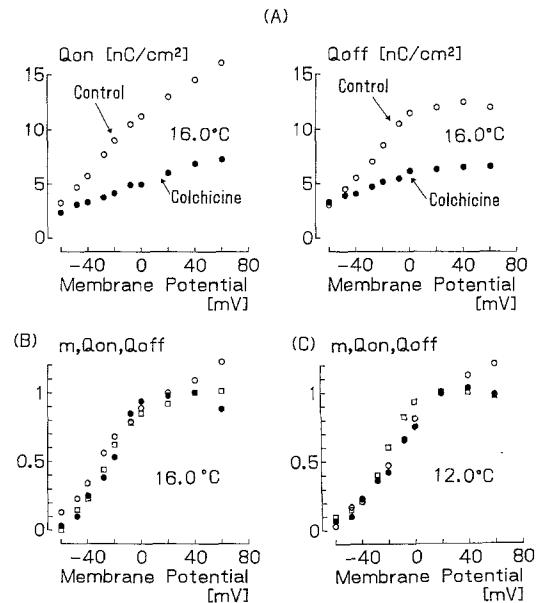 (A)
Qon [nC/cm²]
15
10
5
0
Control
16.0°C
Colchicine
-40 0 40 80
Membrane Potential
[mV]
Qoff [nC/cm²]
15
10
5
0
Control
16.0°C
Colchicine
-40 0 40 80
Membrane Potential
[mV]
(B) m,Qon,Qoff
1
0.5
0
16.0°C
-40 0 40 80
Membrane Potential
[mV]
(C) m,Qon,Qoff
1
0.5
0
12.0°C
-40 0 40 80
Membrane Potential
[mV]